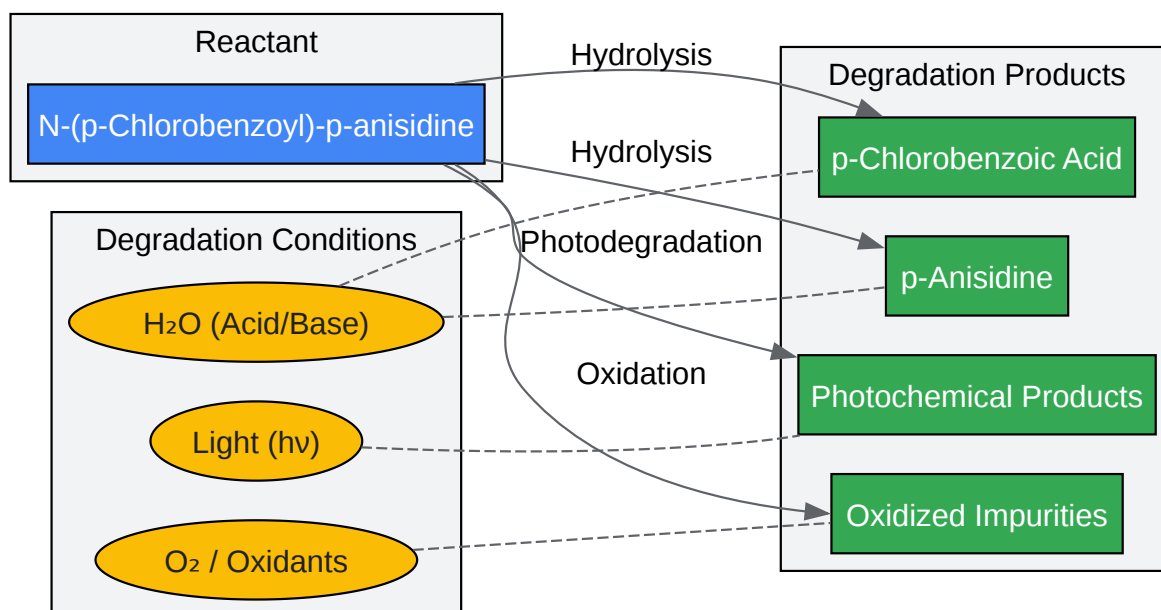 Reactant
N-(p-Chlorobenzoyl)-p-anisidine
Degradation Conditions
H₂O (Acid/Base)
Light (hν)
O₂ / Oxidants
Hydrolysis
Hydrolysis
Photodegradation
Oxidation
Degradation Products
p-Chlorobenzoic Acid
p-Anisidine
Photochemical Products
Oxidized Impurities